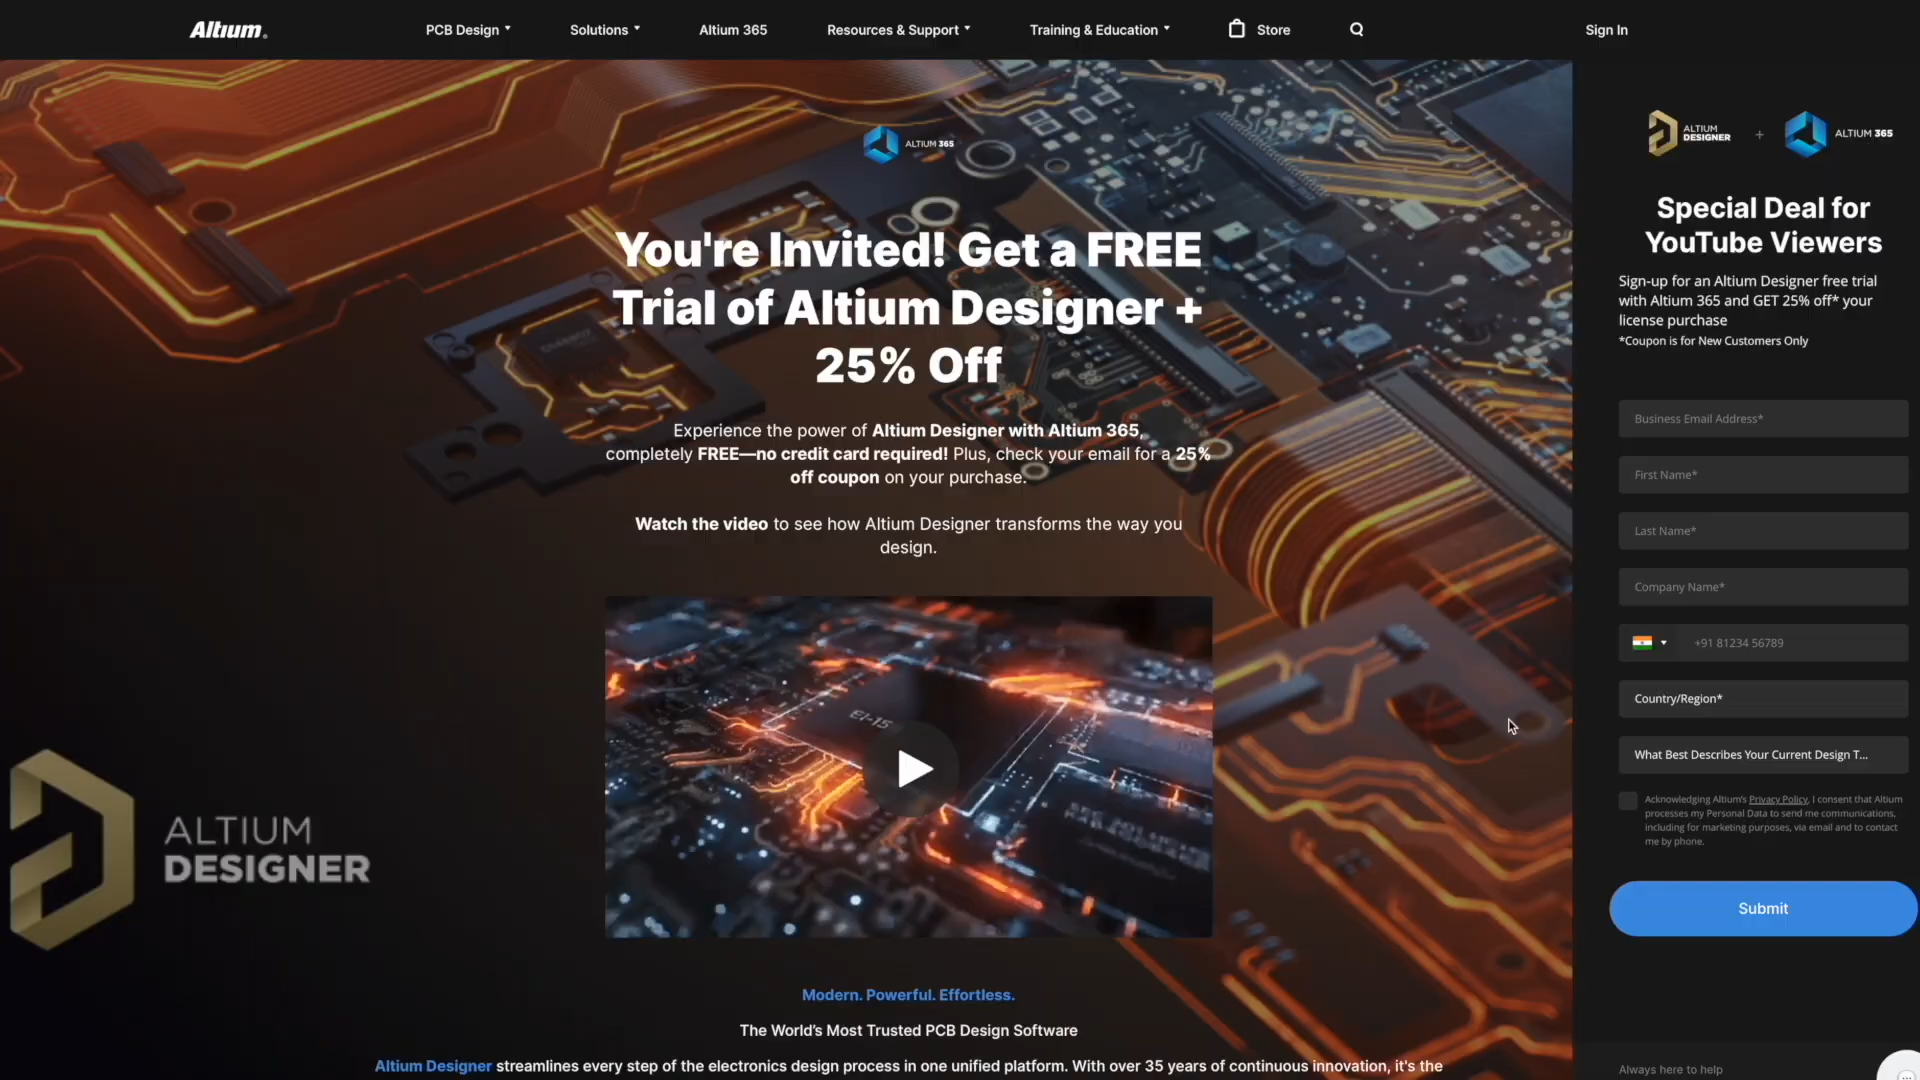 Altium.
PCB Design
Solutions
Altium 365
Resources & Support
Training & Education
Store
Sign In
ALTIUM 365
You're Invited! Get a FREE
Trial of Altium Designer +
25% Off
Experience the power of Altium Designer with Altium 365,
completely FREE—no credit card required! Plus, check your email for a 25%
off coupon on your purchase.
Watch the video to see how Altium Designer transforms the way you
design.
EI-15
ALTIUM
DESIGNER
Modern. Powerful. Effortless.
The World's Most Trusted PCB Design Software
Altium Designer streamlines every step of the electronics design process in one unified platform. With over 35 years of continuous innovation, it's the
ALTIUM
DESIGNER
+
ALTIUM 365
Special Deal for
YouTube Viewers
Sign-up for an Altium Designer free trial
with Altium 365 and GET 25% off* your
license purchase
*Coupon is for New Customers Only
Business Email Address*
First Name*
Last Name*
Company Name*
+91 81234 56789
Country/Region*
What Best Describes Your Current Design T...
Acknowledging Altium's Privacy Policy, I consent that Altium
processes my Personal Data to send me communications,
including for marketing purposes, via email and to contact
me by phone.
Submit
Always here to help